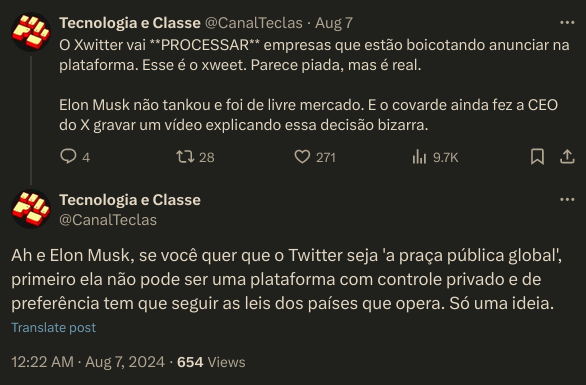 Tecnologia e Classe @CanalTeclas · Aug 7
O Xwitter vai **PROCESSAR** empresas que estão boicotando anunciar na
plataforma. Esse é o xweet. Parece piada, mas é real.
Elon Musk não tankou e foi de livre mercado. E o covarde ainda fez a CEO
do X gravar um vídeo explicando essa decisão bizarra.
4 28 271 9.7K
Tecnologia e Classe
@CanalTeclas
Ah e Elon Musk, se você quer que o Twitter seja 'a praça pública global',
primeiro ela não pode ser uma plataforma com controle privado e de
preferência tem que seguir as leis dos países que opera. Só uma ideia.
Translate post
12:22 AM · Aug 7, 2024 · 654 Views